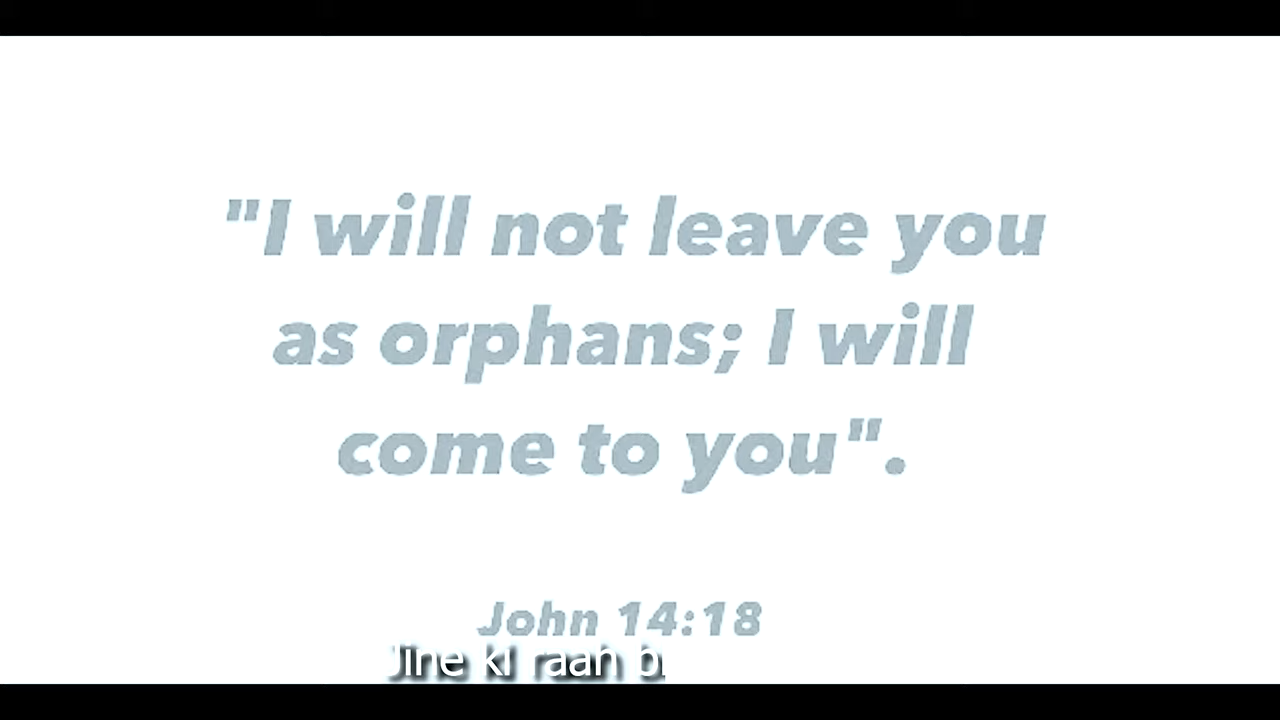 "I will not leave you
as orphans; I will
come to you".
John 14:18
Jine ki raah